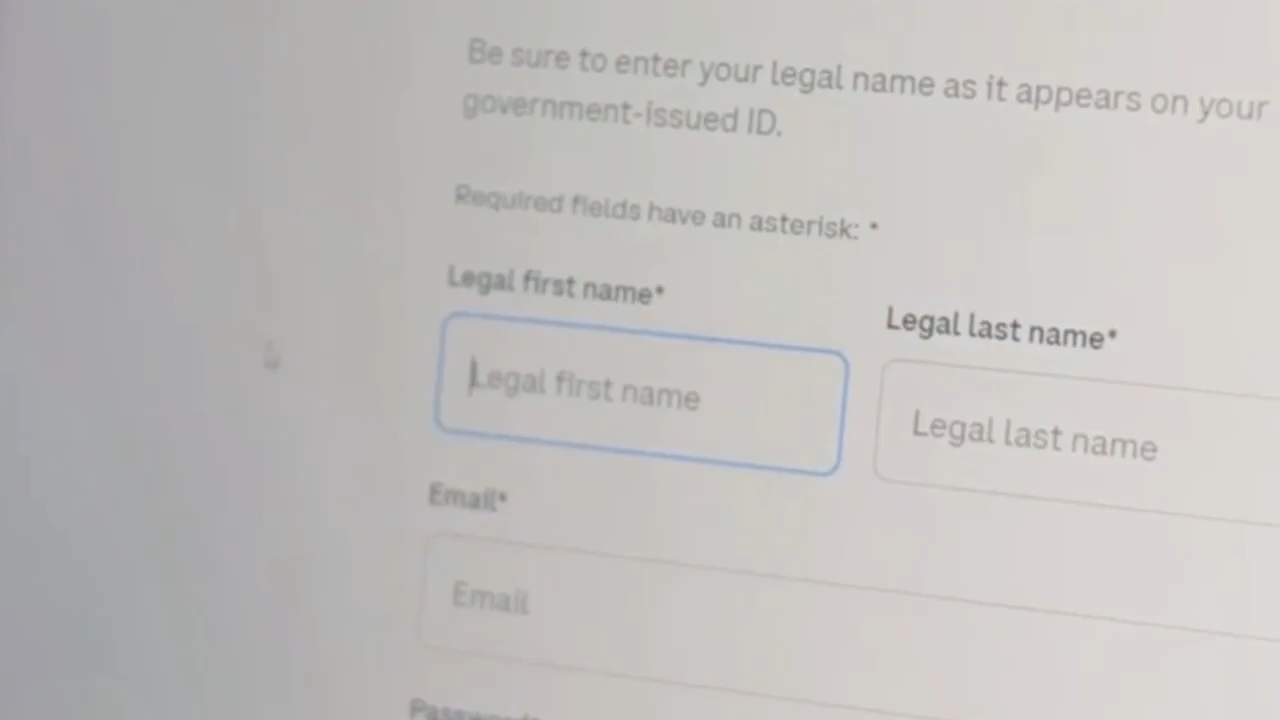 Be sure to enter your legal name as it appears on your
government-issued ID.
Required fields have an asterisk: *
Legal first name*
Legal last name*
Legal first name
Legal last name
Email*
Email
Password